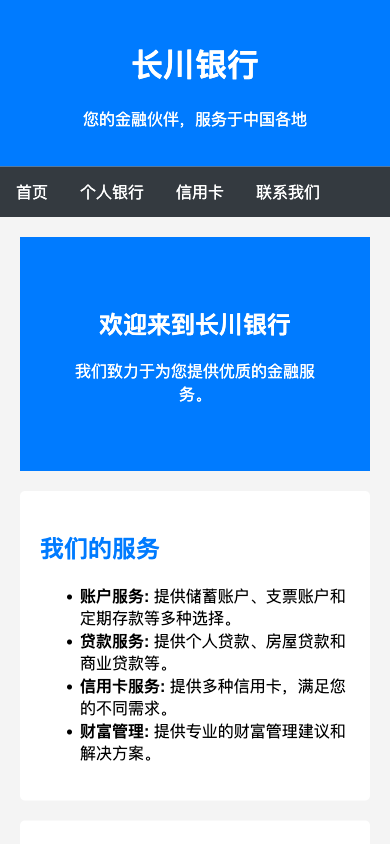 长川银行
您的金融伙伴，服务于中国各地
首页 个人银行 信用卡 联系我们
欢迎来到长川银行
我们致力于为您提供优质的金融服
务。
我们的服务
• 账户服务: 提供储蓄账户、支票账户和
定期存款等多种选择。
• 贷款服务: 提供个人贷款、房屋贷款和
商业贷款等。
• 信用卡服务: 提供多种信用卡，满足您
的不同需求。
• 财富管理: 提供专业的财富管理建议和
解决方案。